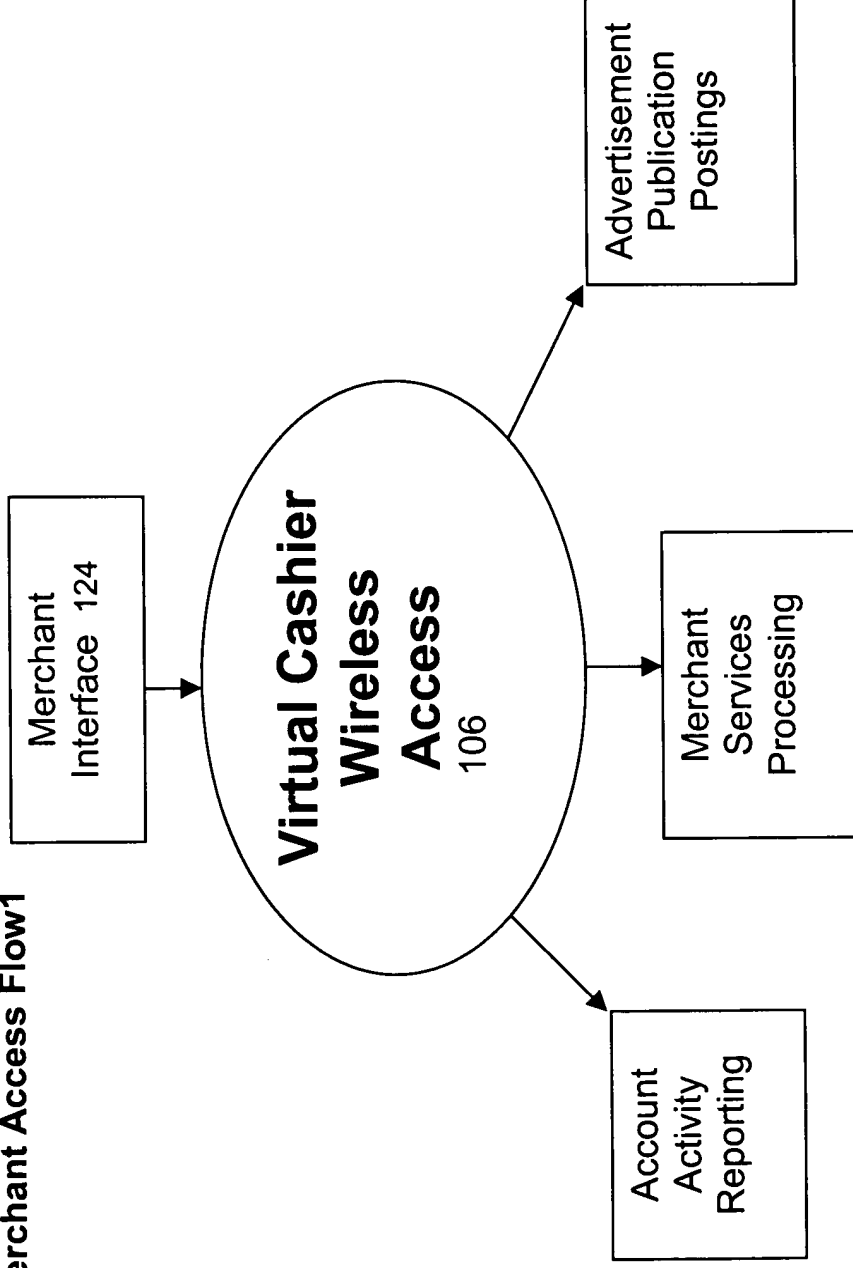 erchant Access Flow1
Merchant
Interface 124
Virtual Cashier
Wireless
Access
106
Account
Activity
Reporting
Merchant
Services
Processing
Advertisement
Publication
Postings